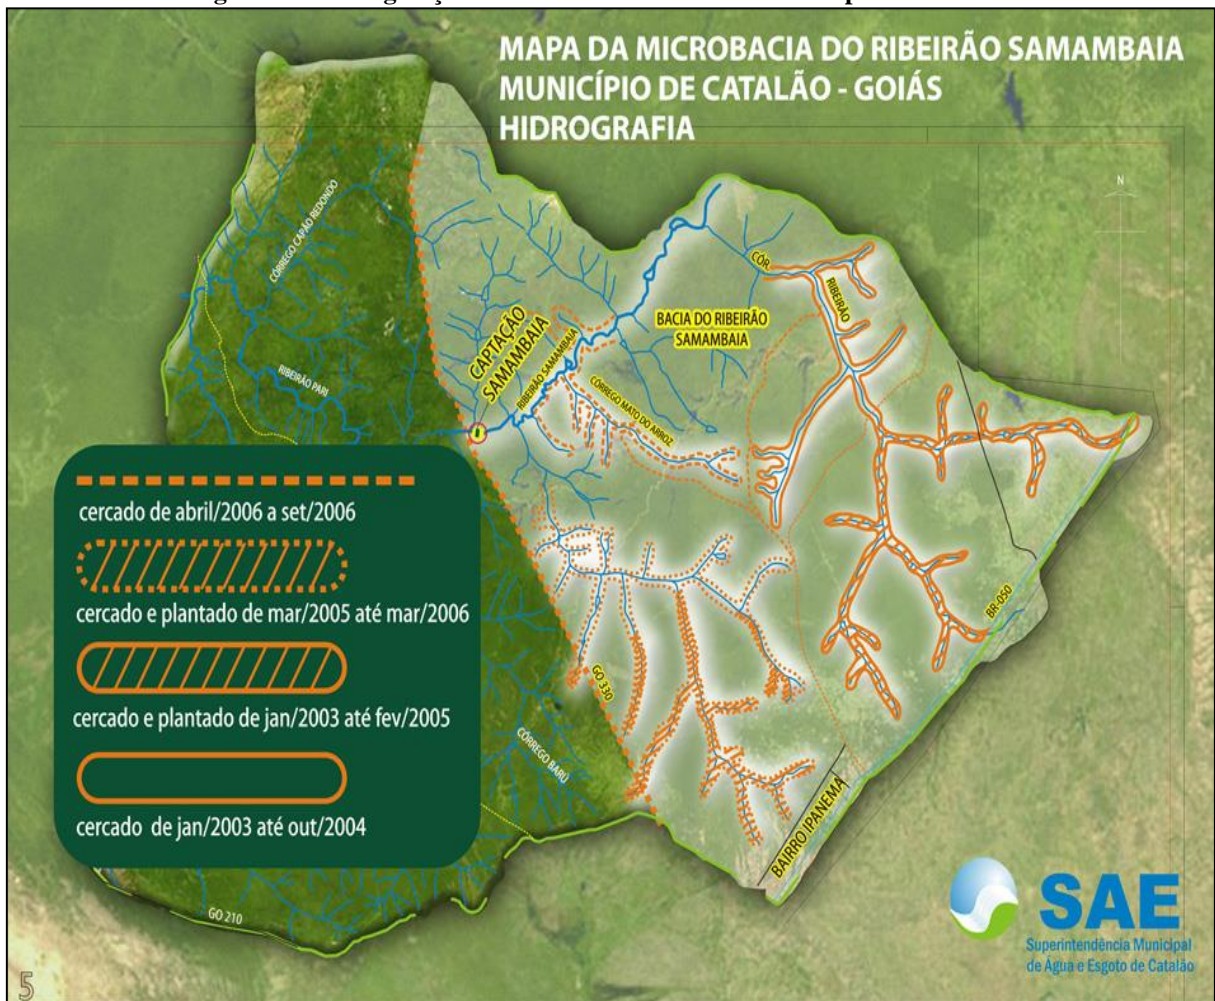 MAPA DA MICROBACIA DO RIBEIRÃO SAMAMBAIA
MUNICÍPIO DE CATALÃO - GOIÁS
HIDROGRAFIA
N
CÓRREGO CAPÃO REDONDO
CÓR.
RIBEIRÃO
BACIA DO RIBEIRÃO
SAMAMBAIA
CAPTAÇÃO
SAMAMBAIA
RIBEIRÃO SAMAMBAIA
RIBEIRÃO PARI
CÓRREGO MATO DO ARROZ
cercado de abril/2006 a set/2006
cercado e plantado de mar/2005 até mar/2006
cercado e plantado de jan/2003 até fev/2005
cercado de jan/2003 até out/2004
BR-050
GO 330
CÓRREGO BARÚ
BAIRRO IPANEMA
GO 210
SAE
Superintendência Municipal
de Água e Esgoto de Catalão
5